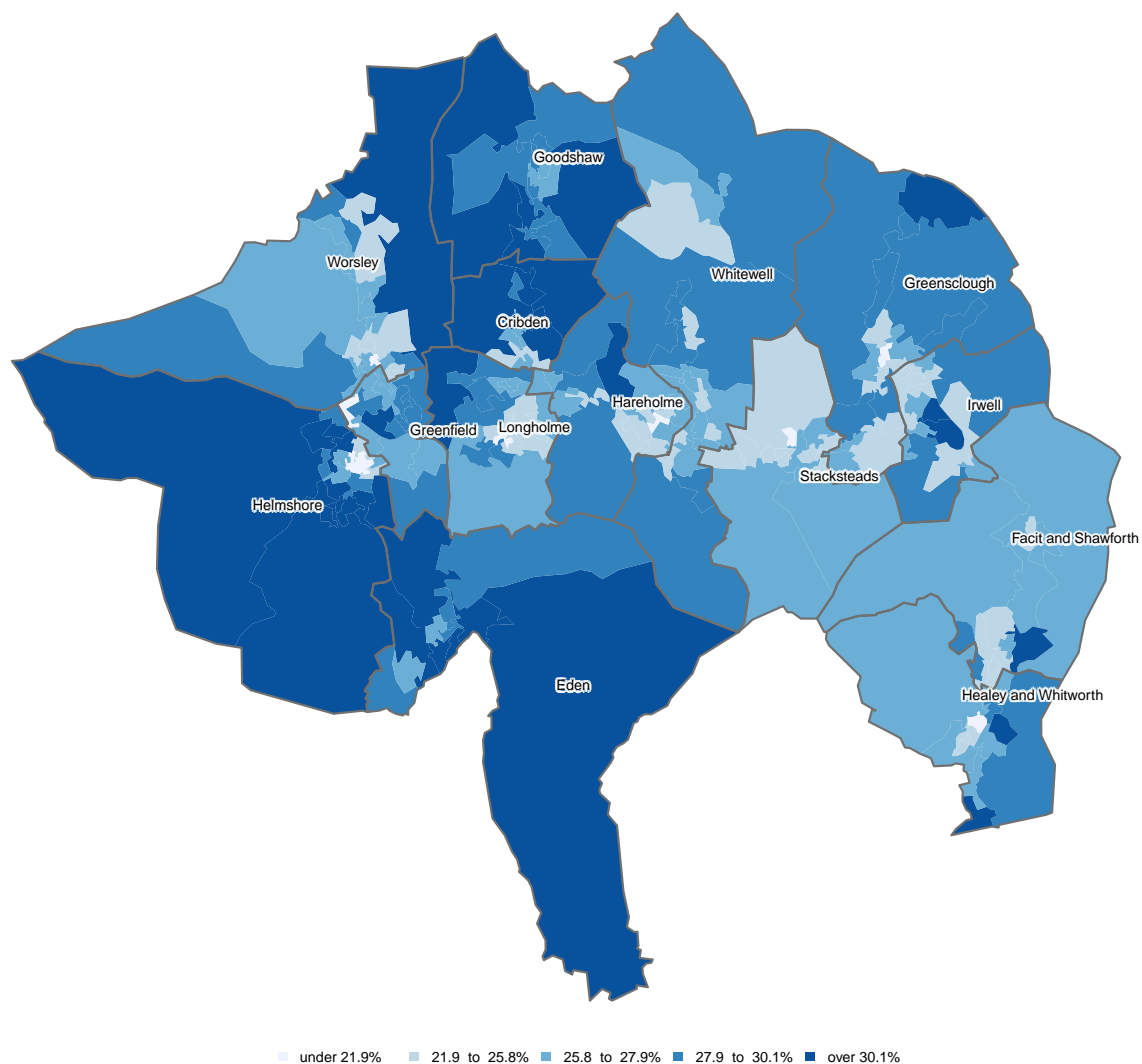 Goodshaw
Worsley
Whitewell
Greensclough
Cribden
Hareholme
Irwell
Greenfield
Longholme
Stacksteads
Helmshore
Facit and Shawforth
Eden
Healey and Whitworth
under 21.9% 21.9 to 25.8% 25.8 to 27.9% 27.9 to 30.1% over 30.1%